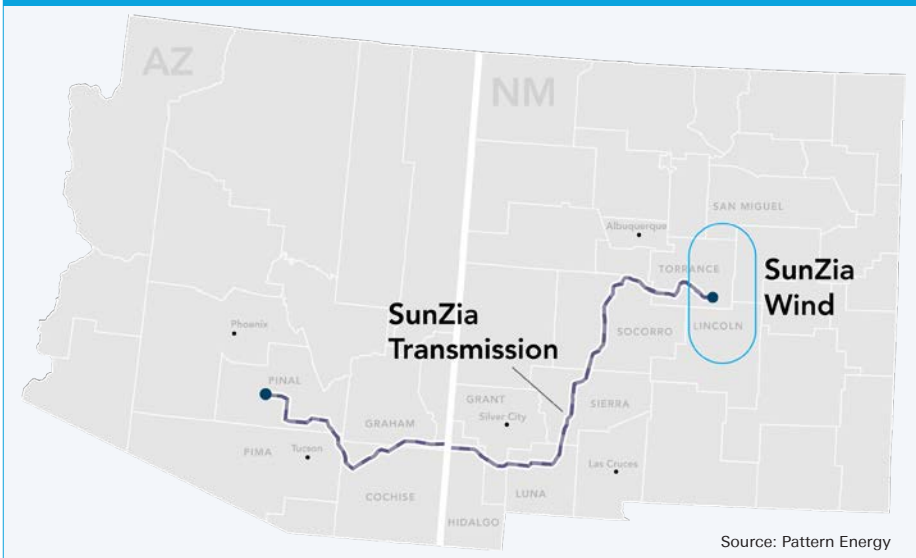 AZ
NM
SAN MIGUEL
Albuquerque
TORRANCE
SunZia
Wind
SunZia
Transmission
SOCORRO
LINCOLN
Phoenix
PINAL
GRANT
Silver City
SIERRA
GRAHAM
PIMA
Tucson
Las Cruces
COCHISE
LUNA
HIDALGO
Source: Pattern Energy